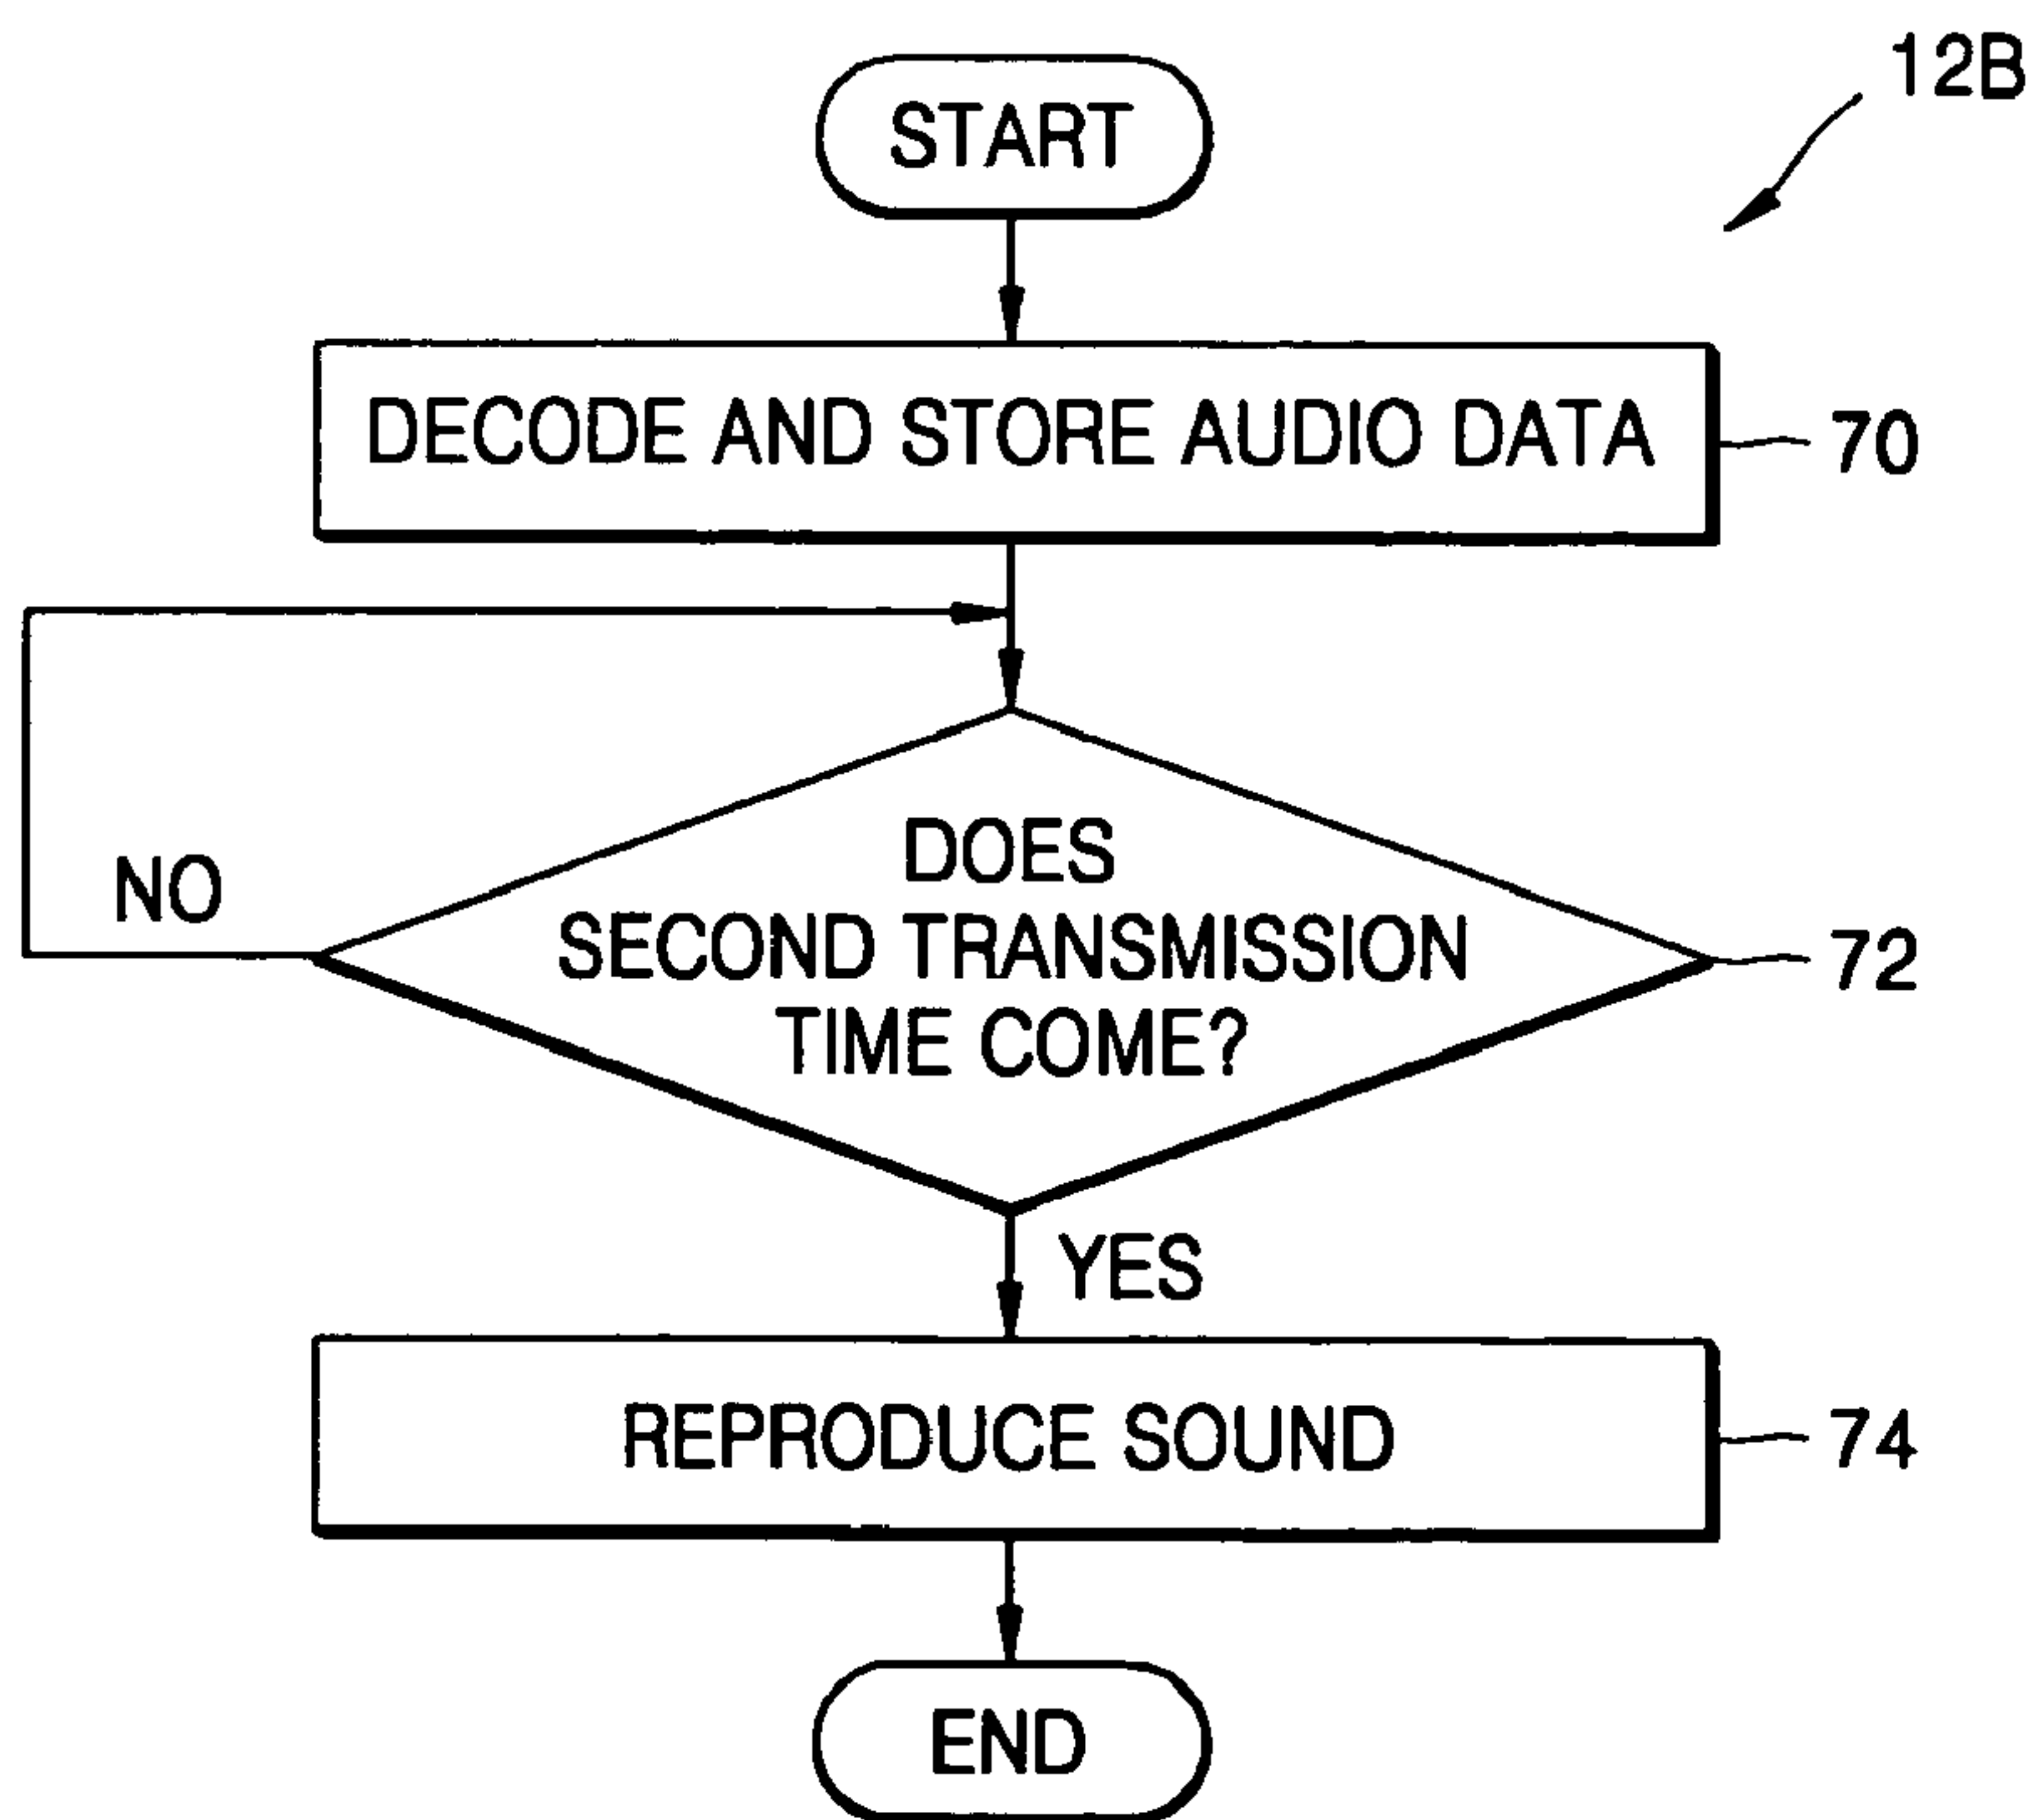 12B
START
DECODE AND STORE AUDIO DATA
70
NO
DOES
SECOND TRANSMISSION
TIME COME?
72
YES
REPRODUCE SOUND
74
END